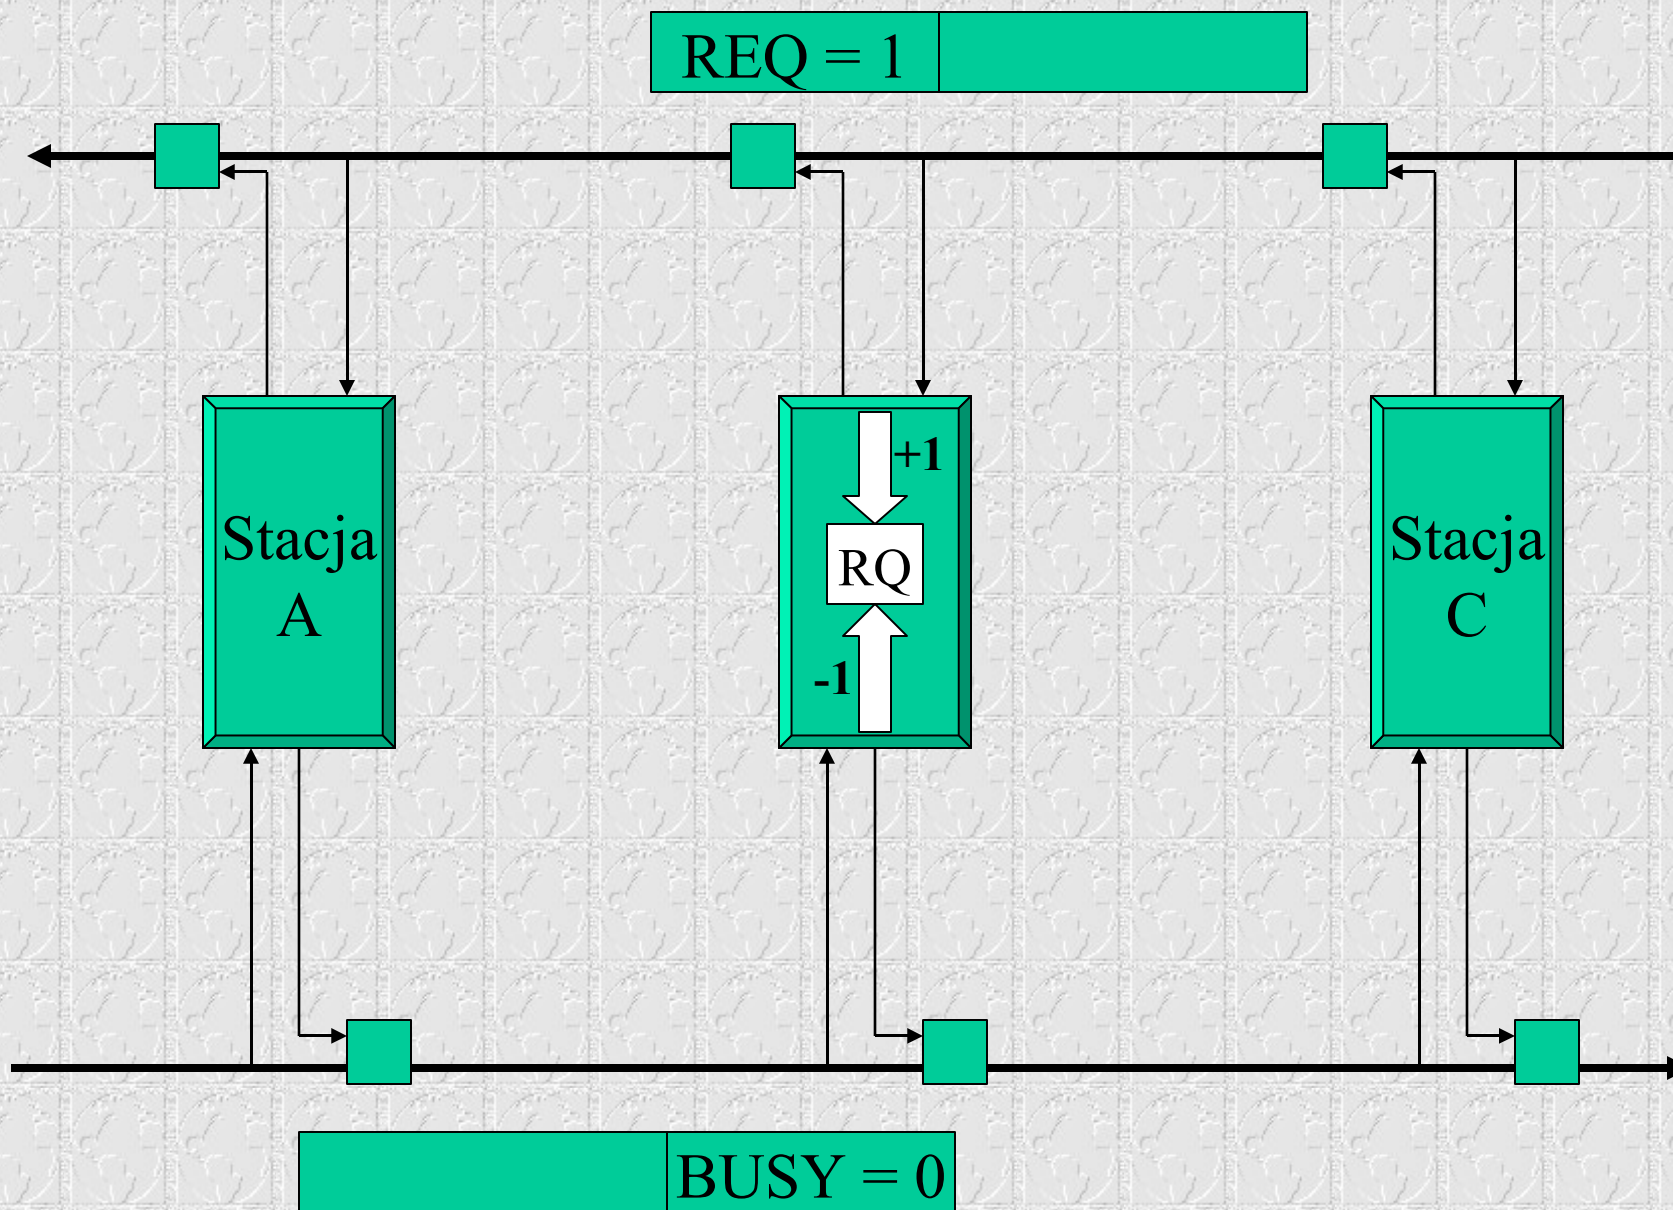 REQ = 1
+1
Stacja
A
RQ
Stacja
C
-1
BUSY = 0